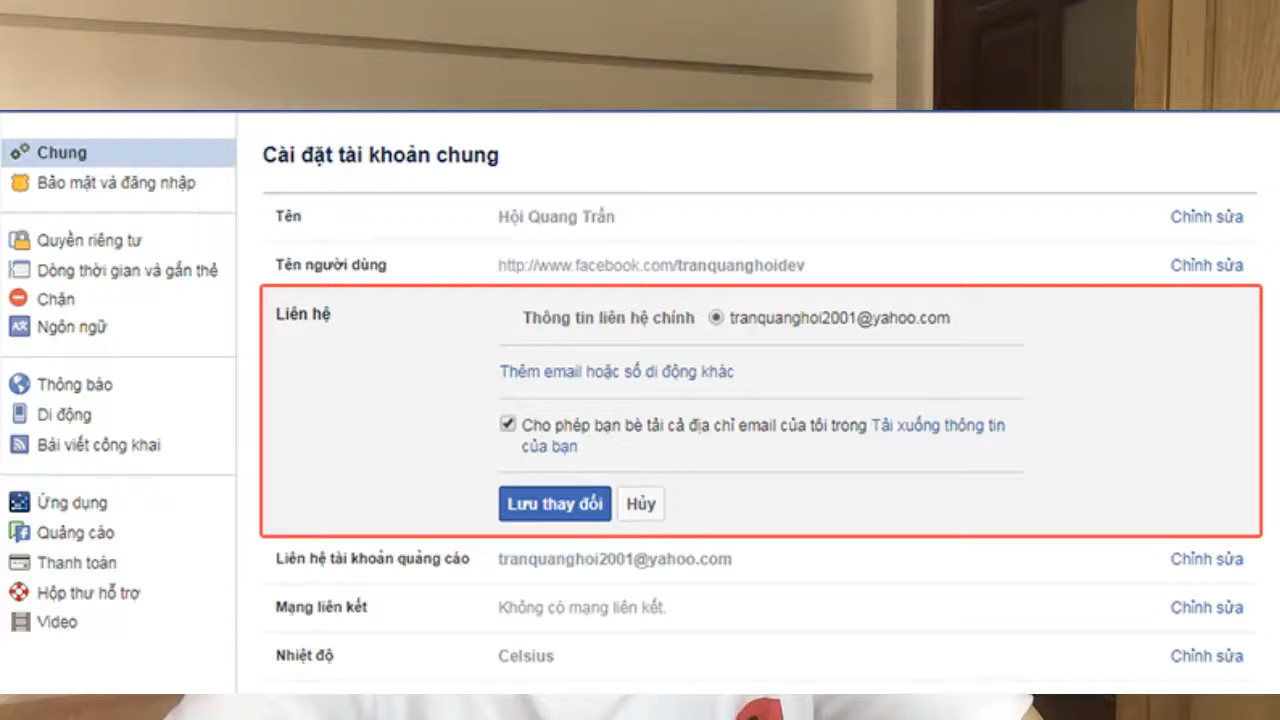 Chung
Bảo mật và đăng nhập
Quyền riêng tư
Dòng thời gian và gắn thẻ
Chặn
Ngôn ngữ
Thông báo
Di động
Bài viết công khai
Ứng dụng
Quảng cáo
Thanh toán
Hộp thư hỗ trợ
Video
Cài đặt tài khoản chung
Tên Hội Quang Trần Chỉnh sửa
Tên người dùng http://www.facebook.com/tranquanghoidev Chỉnh sửa
Liên hệ Thông tin liên hệ chính tranquanghoi2001@yahoo.com
Thêm email hoặc số di động khác
Cho phép bạn bè tải cả địa chỉ email của tôi trong Tải xuống thông tin
của bạn
Lưu thay đổi Hủy
Liên hệ tài khoản quảng cáo tranquanghoi2001@yahoo.com Chỉnh sửa
Mạng liên kết Không có mạng liên kết. Chỉnh sửa
Nhiệt độ Celsius Chỉnh sửa